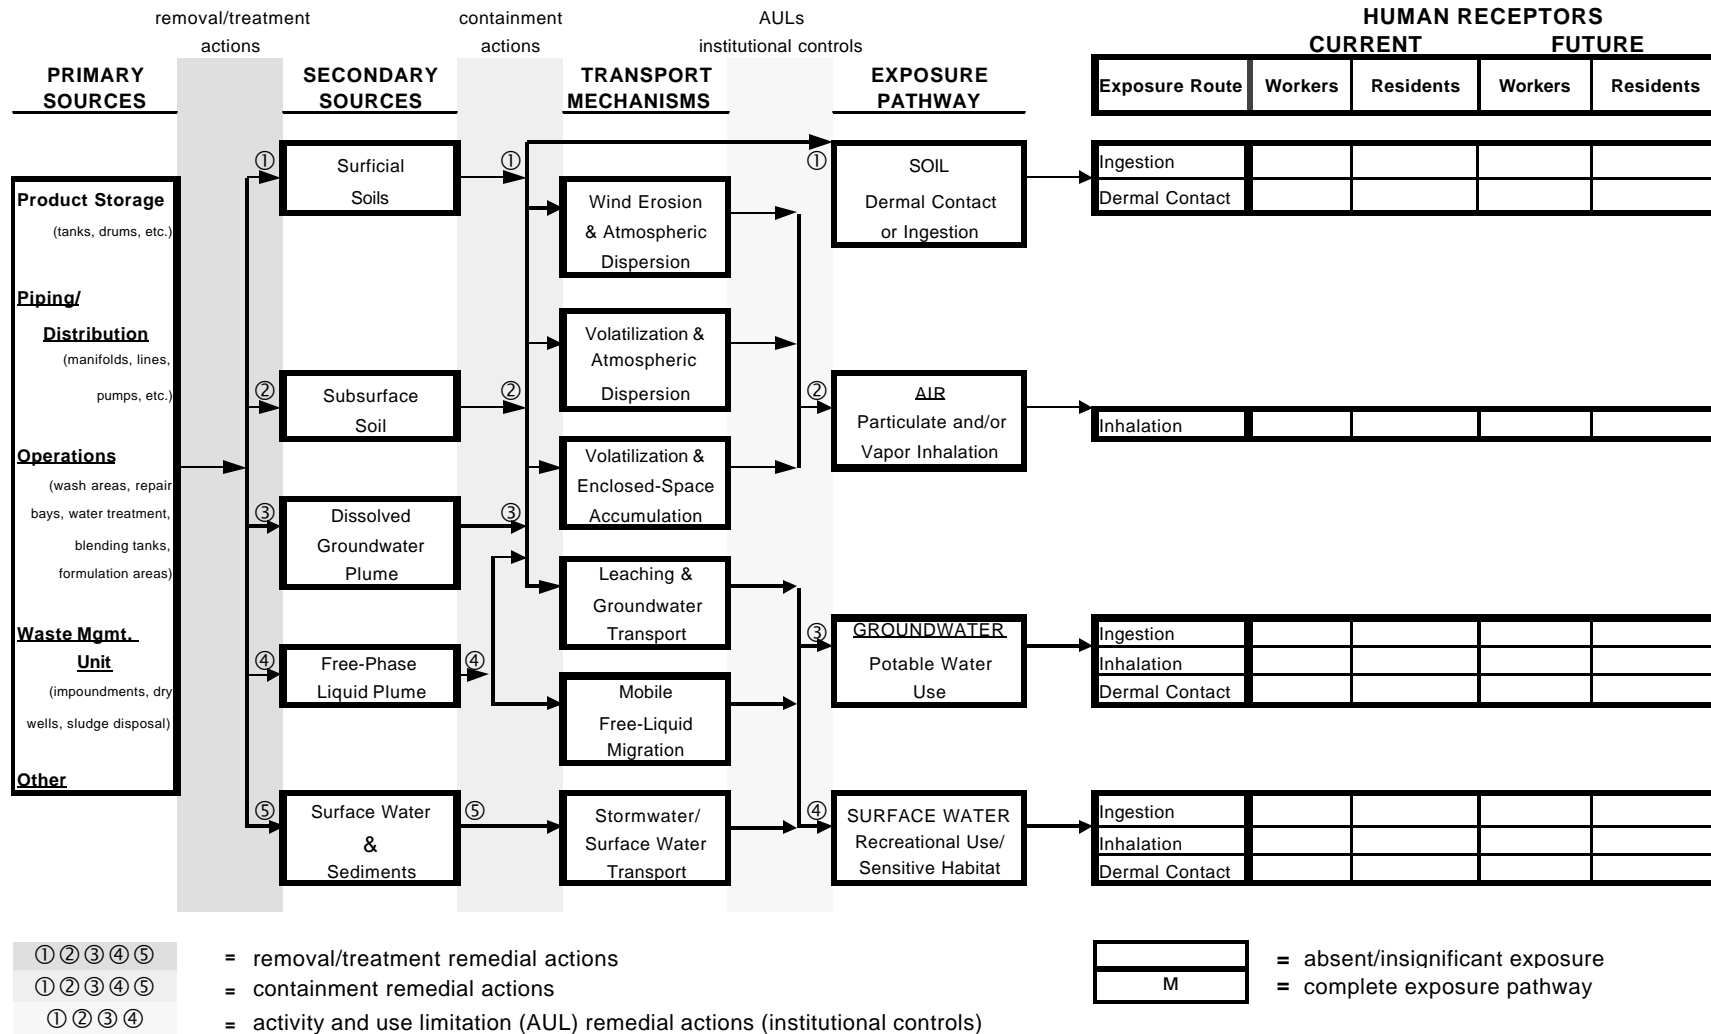 removal/treatment
actions
containment
actions
AULs
institutional controls
HUMAN RECEPTORS
CURRENT
FUTURE
PRIMARY
SOURCES
SECONDARY
SOURCES
TRANSPORT
MECHANISMS
EXPOSURE
PATHWAY
Exposure Route
Workers
Residents
Workers
Residents
Product Storage
(tanks, drums, etc.)
Piping/
Distribution
(manifolds, lines,
pumps, etc.)
Operations
(wash areas, repair
bays, water treatment,
blending tanks,
formulation areas)
Waste Mgmt.
Unit
(impoundments, dry
wells, sludge disposal)
Other
①
②
③
④
⑤
Surficial
Soils
Subsurface
Soil
Dissolved
Groundwater
Plume
Free-Phase
Liquid Plume
Surface Water
&
Sediments
①
②
③
④
⑤
Wind Erosion
& Atmospheric
Dispersion
Volatilization &
Atmospheric
Dispersion
Volatilization &
Enclosed-Space
Accumulation
Leaching &
Groundwater
Transport
Mobile
Free-Liquid
Migration
Stormwater/
Surface Water
Transport
①
②
③
④
SOIL
Dermal Contact
or Ingestion
AIR
Particulate and/or
Vapor Inhalation
GROUNDWATER
Potable Water
Use
SURFACE WATER
Recreational Use/
Sensitive Habitat
Ingestion
Dermal Contact
Inhalation
Ingestion
Inhalation
Dermal Contact
Ingestion
Inhalation
Dermal Contact
①②③④⑤ = removal/treatment remedial actions
①②③④⑤ = containment remedial actions
①②③④ = activity and use limitation (AUL) remedial actions (institutional controls)
= absent/insignificant exposure
M = complete exposure pathway